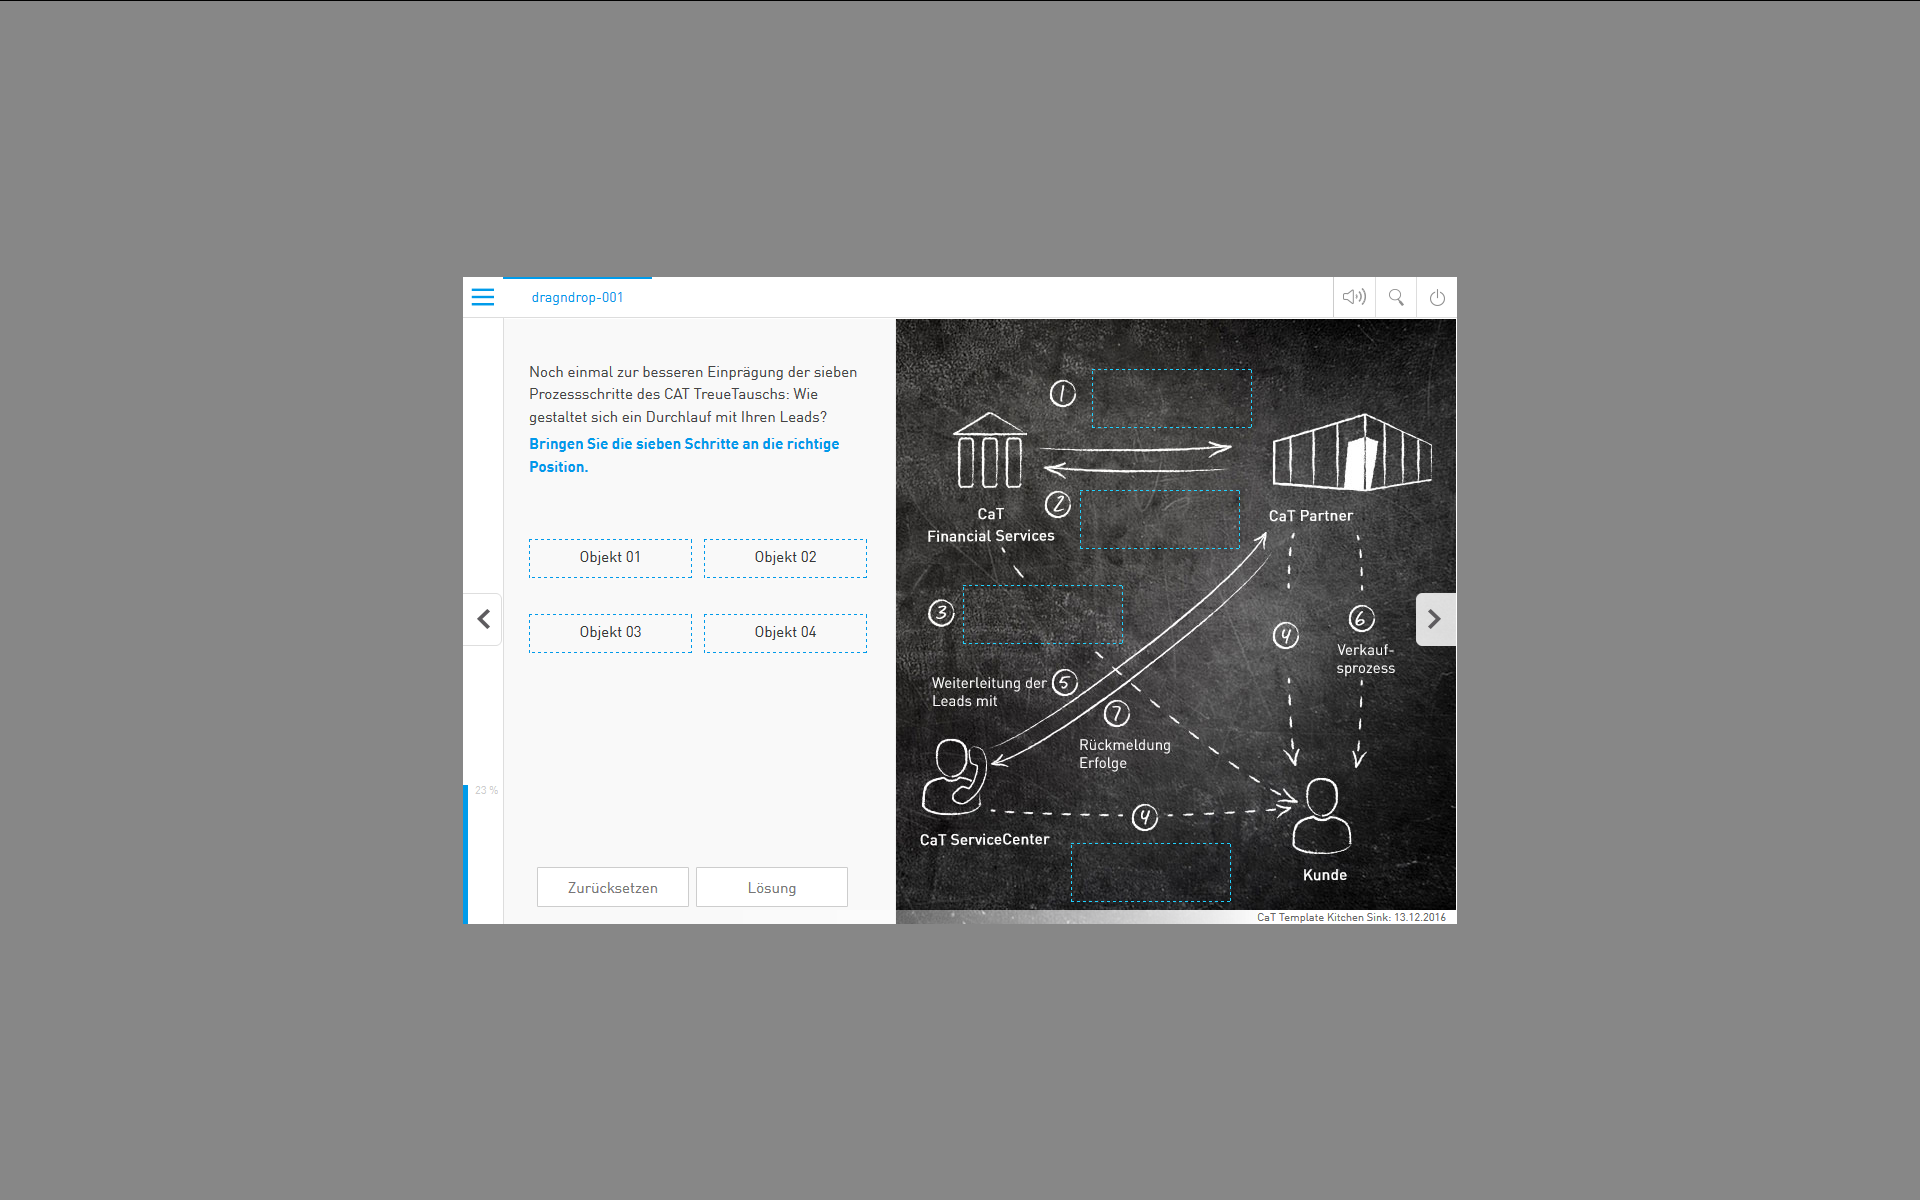 dragndrop-001
Noch einmal zur besseren Einprägung der sieben
Prozessschritte des CAT TreueTauschs: Wie
gestaltet sich ein Durchlauf mit Ihren Leads?
Bringen Sie die sieben Schritte an die richtige
Position.
Objekt 01
Objekt 02
Objekt 03
Objekt 04
23 %
Zurücksetzen
Lösung
1
2
CaT
Financial Services
CaT Partner
3
4
6
Verkauf-
sprozess
Weiterleitung der
Leads mit
5
7
Rückmeldung
Erfolge
4
CaT ServiceCenter
Kunde
CaT Template Kitchen Sink: 13.12.2016